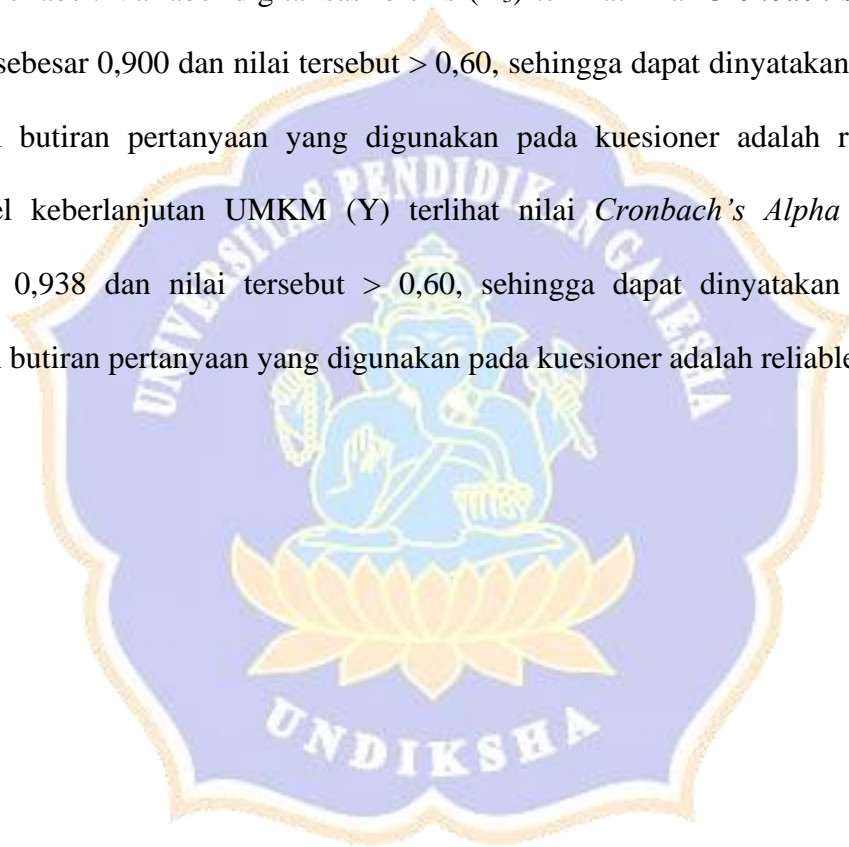 sebesar 0,900 dan nilai tersebut > 0,60, sehingga dapat dinyatakan
butiran pertanyaan yang digunakan pada kuesioner adalah
keberlanjutan UMKM (Y) terlihat nilai Cronbach's Alpha
0,938 dan nilai tersebut > 0,60, sehingga dapat dinyatakan
butiran pertanyaan yang digunakan pada kuesioner adalah reliable
UNIVERSITAS PENDIDIKAN GANESHA
UNDIKSHA